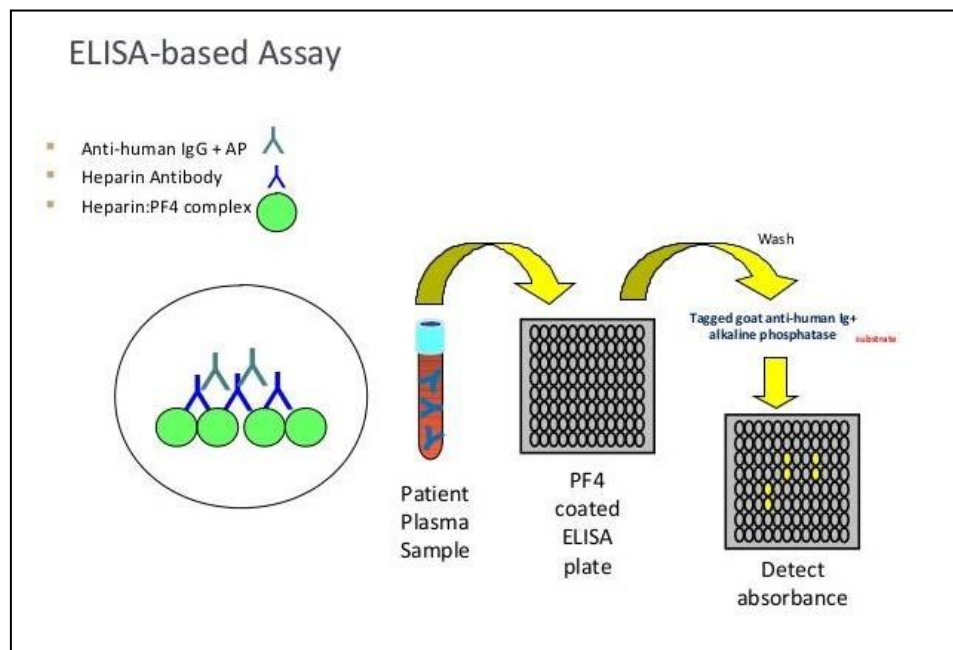 ELISA-based Assay
Anti-human IgG + AP
Heparin Antibody
Heparin:PF4 complex
Wash
Tagged goat anti-human Ig+
alkaline phosphatase substrate
Patient
Plasma
Sample
PF4
coated
ELISA
plate
Detect
absorbance